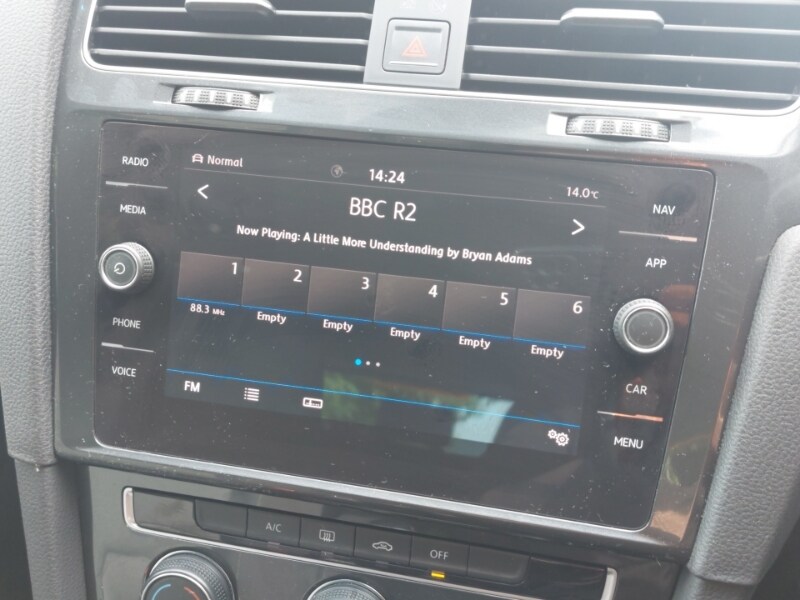 RADIO
Normal
14:24
14.0°C
NAV
MEDIA
BBC R2
APP
Now Playing: A Little More Understanding by Bryan Adams
1
2
3
4
5
6
88.3 MHz
Empty
Empty
Empty
Empty
Empty
PHONE
VOICE
CAR
MENU
FM
A/C
OFF